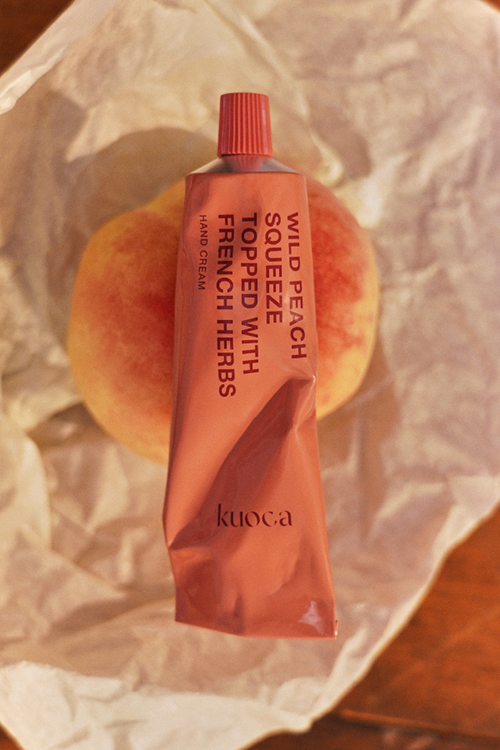 WILD PEACH
SQUEEZE
TOPPED WITH
FRENCH HERBS
HAND CREAM
kuoca